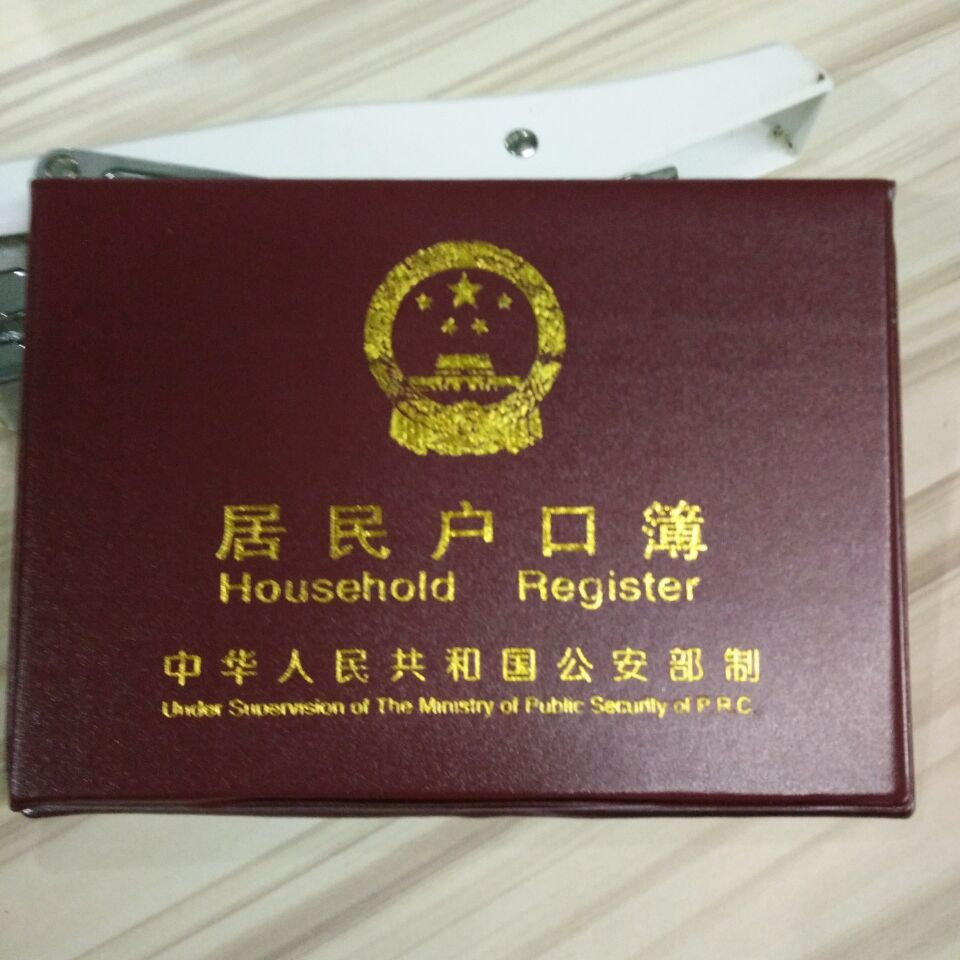 居民户口簿
Household Register
中华人民共和国公安部制
Under Supervision of The Ministry of Public Security of P.R.C